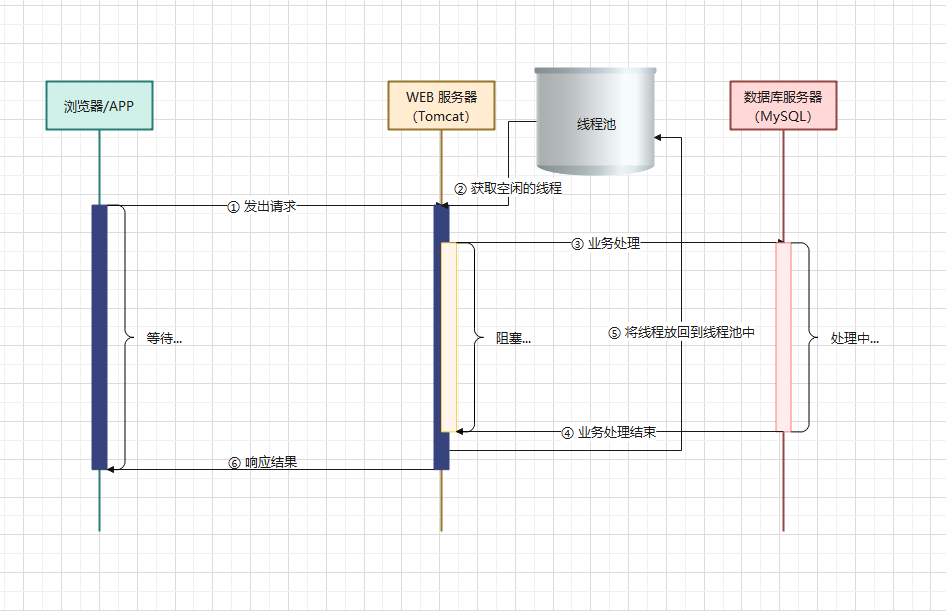 浏览器/APP
WEB 服务器
(Tomcat)
线程池
数据库服务器
(MySQL)
② 获取空闲的线程
① 发出请求
③ 业务处理
等待...
阻塞...
⑤ 将线程放回到线程池中
处理中...
④ 业务处理结束
⑥ 响应结果